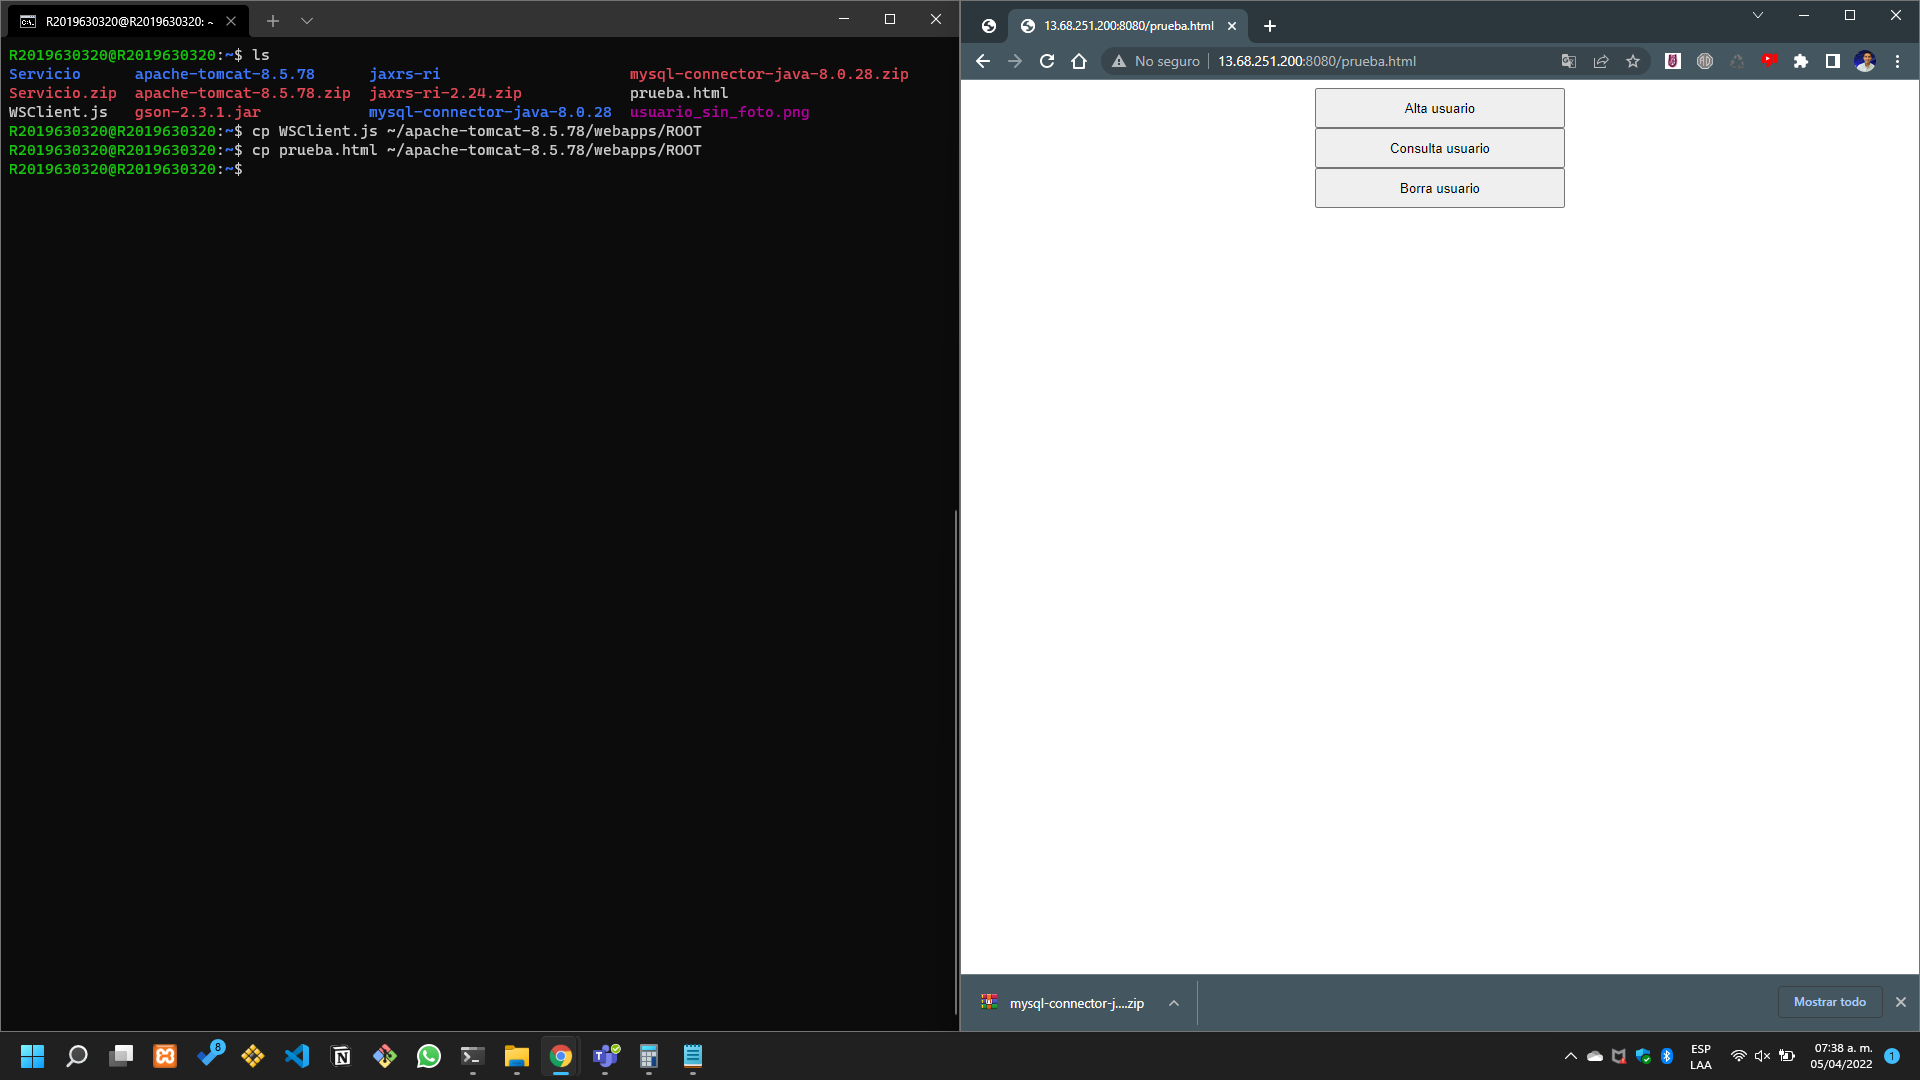 R2019630320@R2019630320: ~
R2019630320@R2019630320:~$ ls
Servicio apache-tomcat-8.5.78 jaxrs-ri mysql-connector-java-8.0.28.zip
Servicio.zip apache-tomcat-8.5.78.zip jaxrs-ri-2.24.zip prueba.html
WSClient.js gson-2.3.1.jar mysql-connector-java-8.0.28 usuario_sin_foto.png
R2019630320@R2019630320:~$ cp WSClient.js ~/apache-tomcat-8.5.78/webapps/ROOT
R2019630320@R2019630320:~$ cp prueba.html ~/apache-tomcat-8.5.78/webapps/ROOT
R2019630320@R2019630320:~$
13.68.251.200:8080/prueba.html
No seguro 13.68.251.200:8080/prueba.html
Alta usuario
Consulta usuario
Borra usuario
mysql-connector-j....zip
Mostrar todo
8
ESP
LAA
07:38 a. m.
05/04/2022
1